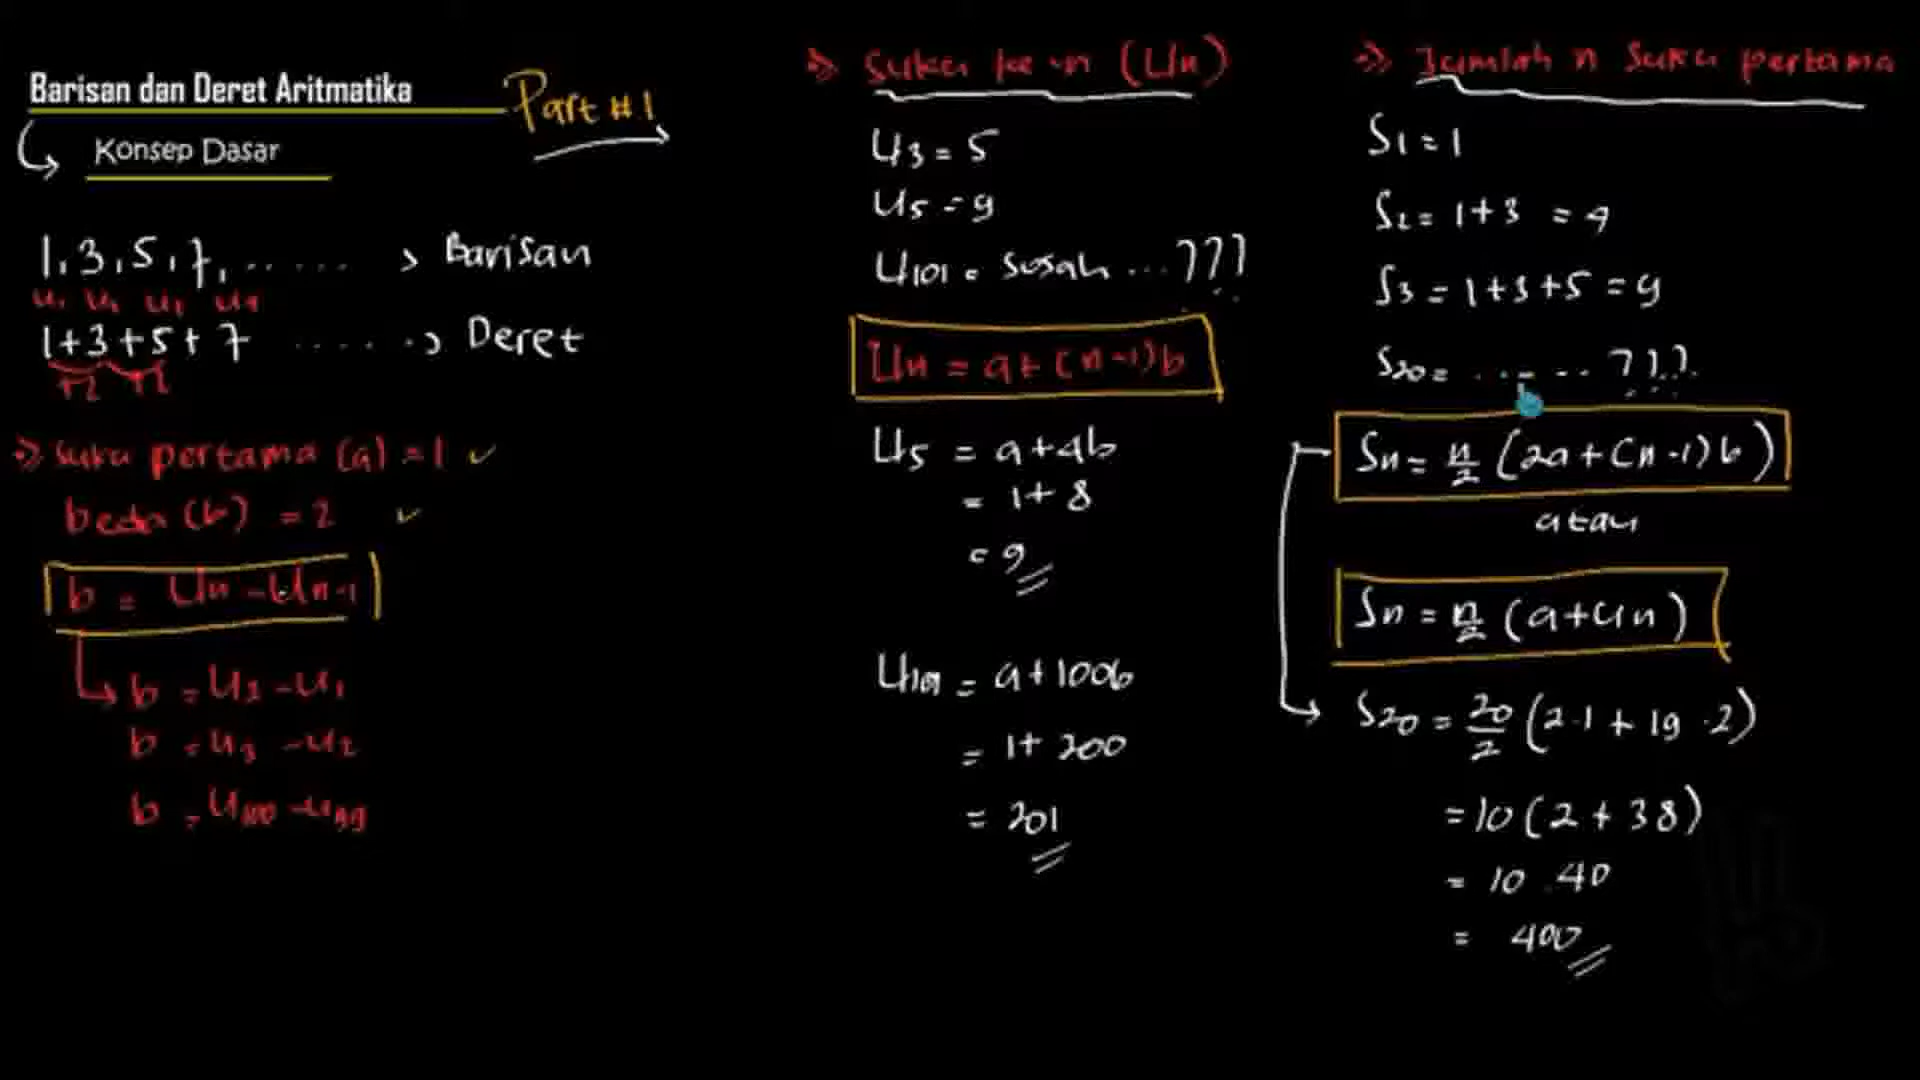 Barisan dan Deret Aritmatika Part #1
Konsep Dasar
1, 3, 5, 7, ...... → Barisan
U1 U2 U3 U4
1+3+5+7 ...... → Deret
+2 +2
=> Suku pertama (a) = 1 ✓
beda (b) = 2 ✓
b = Un - Un-1
b = U2 - U1
b = U3 - U2
b = U100 - U99
=> Suku ke-n (Un)
U3 = 5
U5 = 9
U101 = Susah ...???
Un = a + (n-1)b
U5 = a+4b
= 1+8
= 9
U101 = a+100b
= 1+200
= 201
=> Jumlah n Suku pertama
S1 = 1
S2 = 1+3 = 4
S3 = 1+3+5 = 9
S20 = ..... ???
Sn = n/2 (2a+(n-1)b)
atau
Sn = n/2 (a+Un)
S20 = 20/2 (2·1 + 19·2)
= 10 (2 + 38)
= 10 . 40
= 400